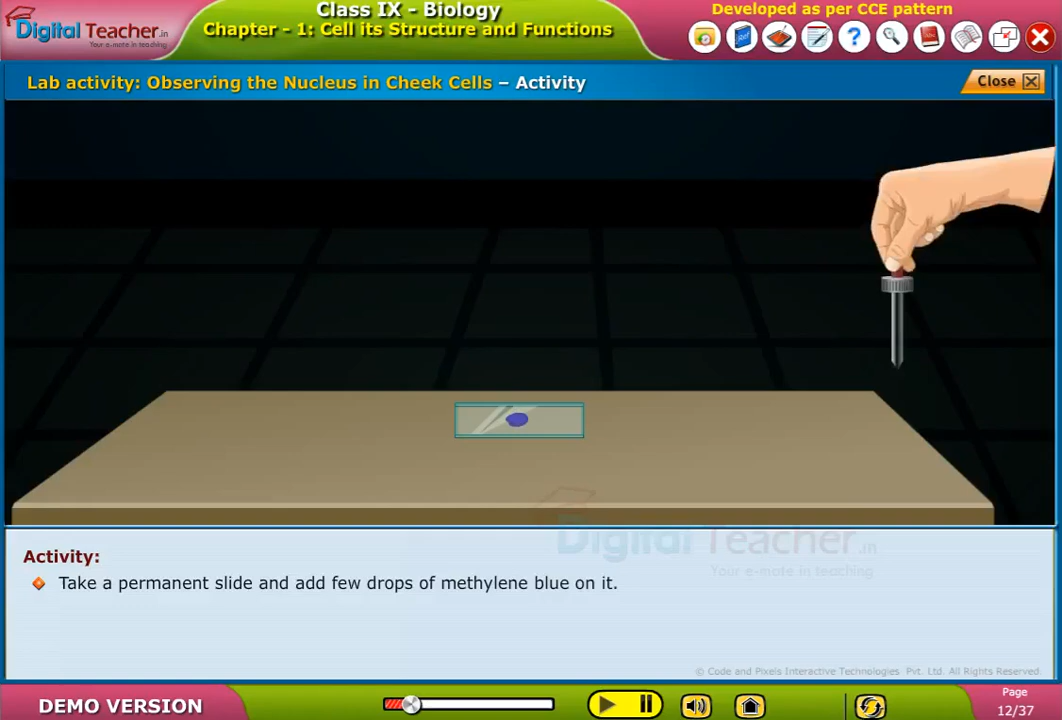 Class IX - Biology
Developed as per CCE pattern
Digital Teacher.in
Your e-mate in teaching
Chapter - 1: Cell its Structure and Functions
Lab activity: Observing the Nucleus in Cheek Cells – Activity
Close
Digital Teacher.in
Your e-mate in teaching
Activity:
Take a permanent slide and add few drops of methylene blue on it.
© Code and Pixels Interactive Technologies Pvt. Ltd. All Rights Reserved.
DEMO VERSION
Page
12/37